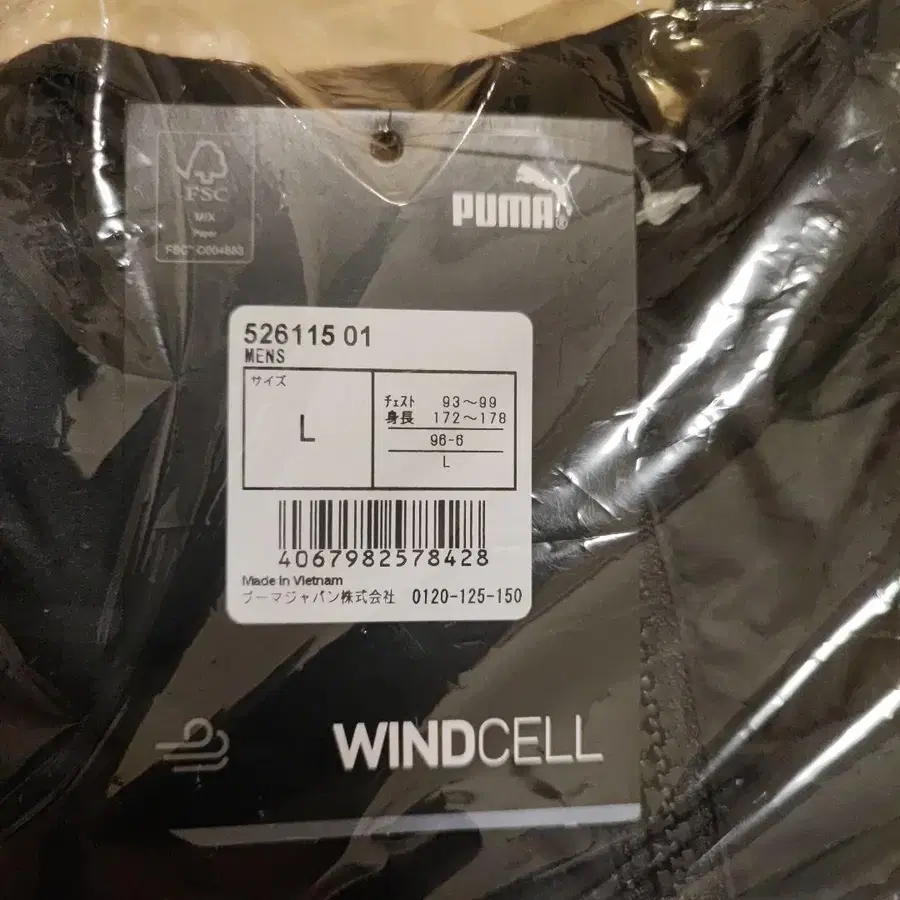 FSC
MIX
Paper
PUMA®
526115 01
MENS
サイズ
L
チェスト 93～99
身長 172～178
96-6
L
4067982578428
Made in Vietnam
プーマジャパン株式会社 0120-125-150
WINDCELL